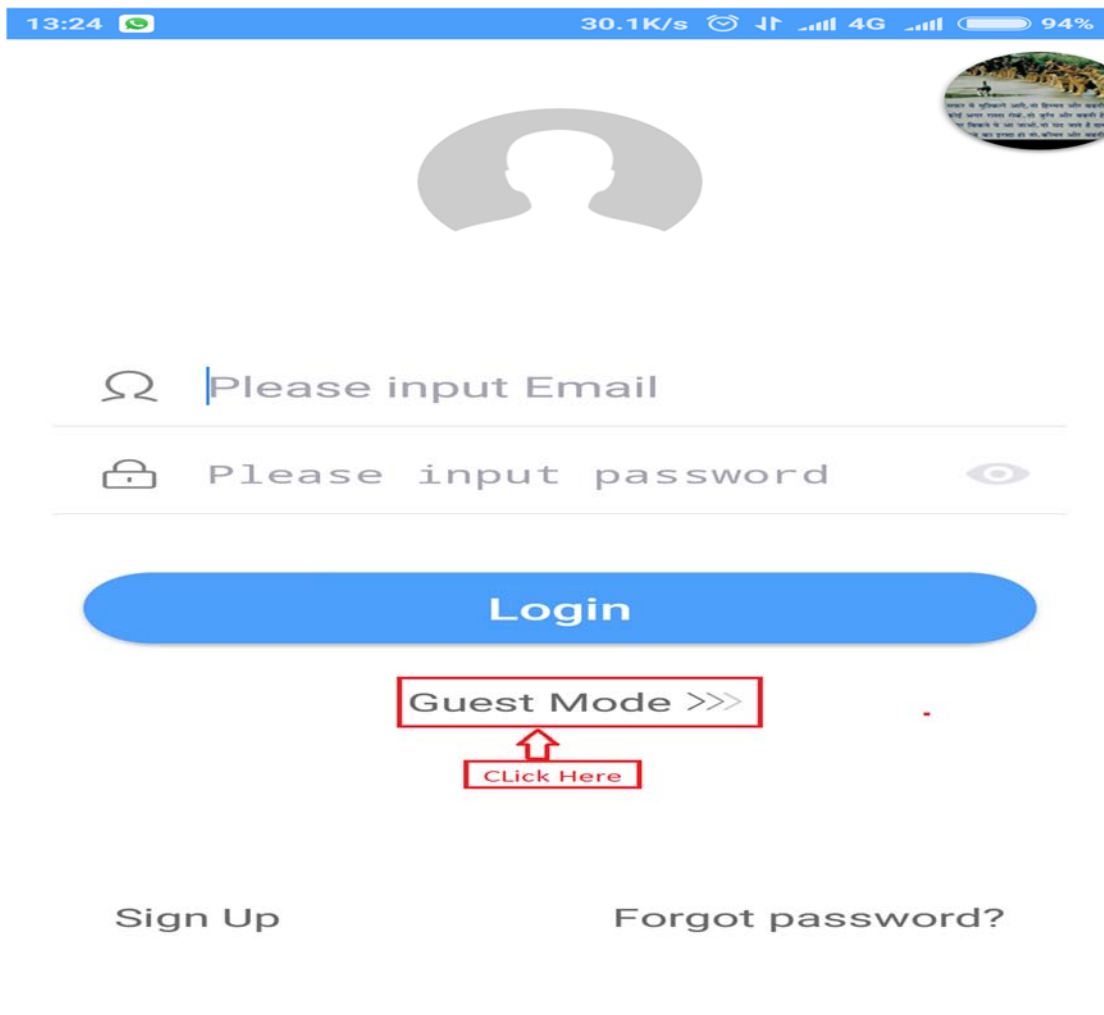 13:24 30.1K/s 4G 94%
Please input Email
Please input password
Login
Guest Mode >>>
CLick Here
Sign Up Forgot password?